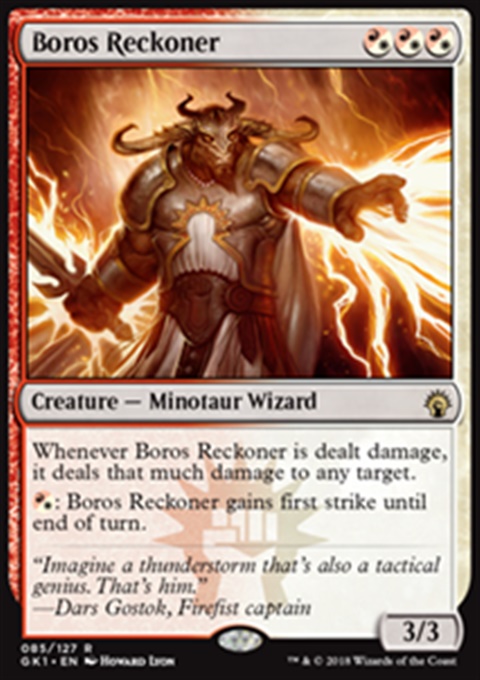 Boros Reckoner
Creature — Minotaur Wizard
Whenever Boros Reckoner is dealt damage,
it deals that much damage to any target.
: Boros Reckoner gains first strike until
end of turn.
“Imagine a thunderstorm that’s also a tactical
genius. That’s him.”
—Dars Gostok, Firefist captain
3/3
085/127 R
GK1 • EN Howard Lyon
™ & © 2018 Wizards of the Coast